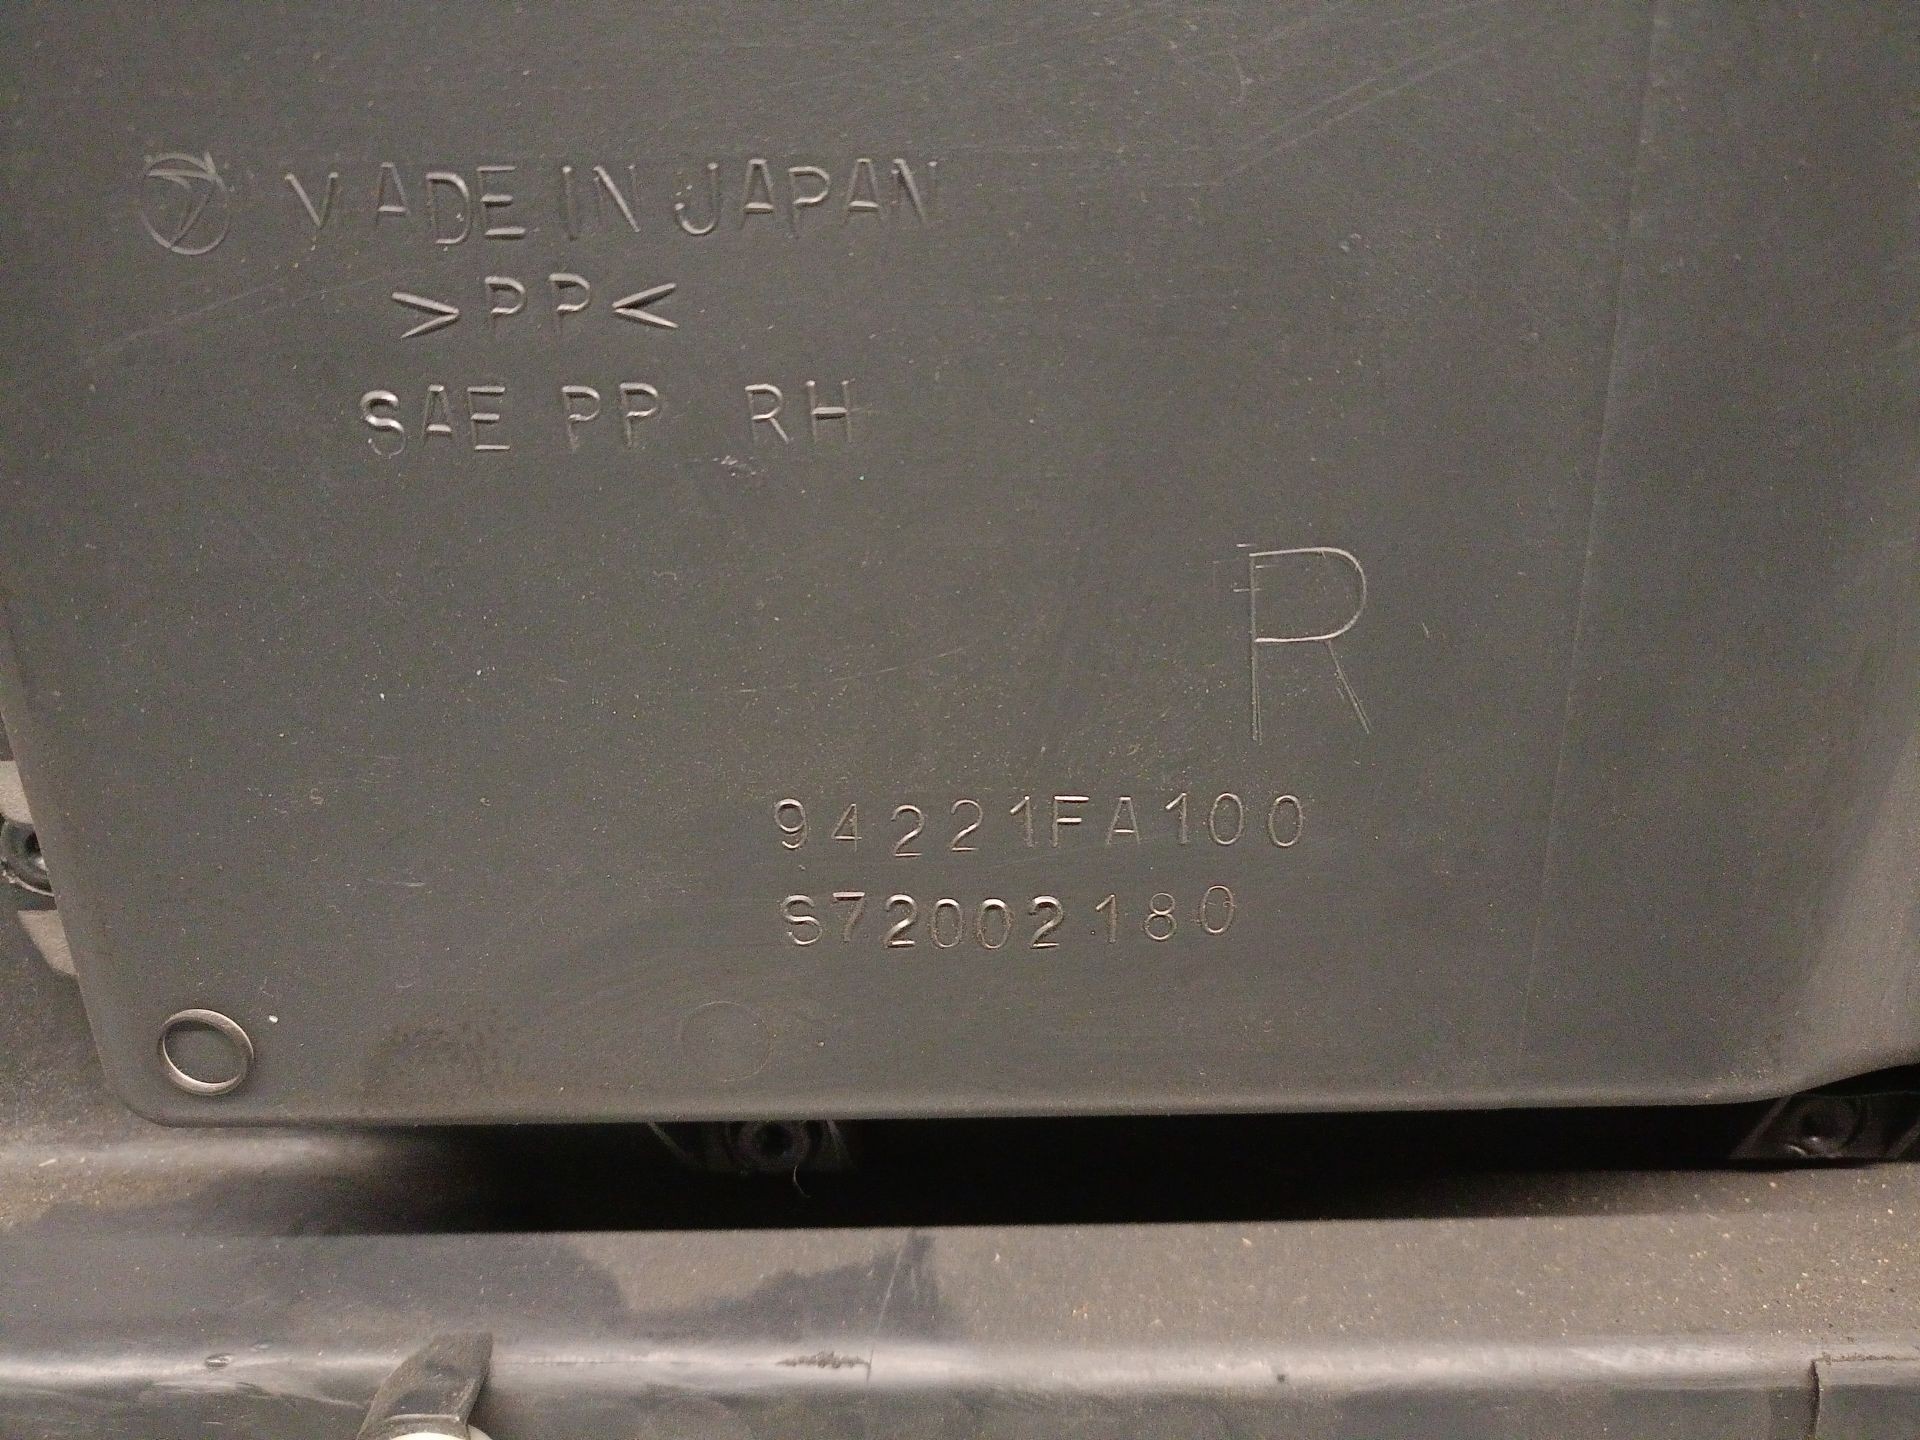 MADE IN JAPAN
>PP<
SAE PP RH
R
94221FA100
S72002180